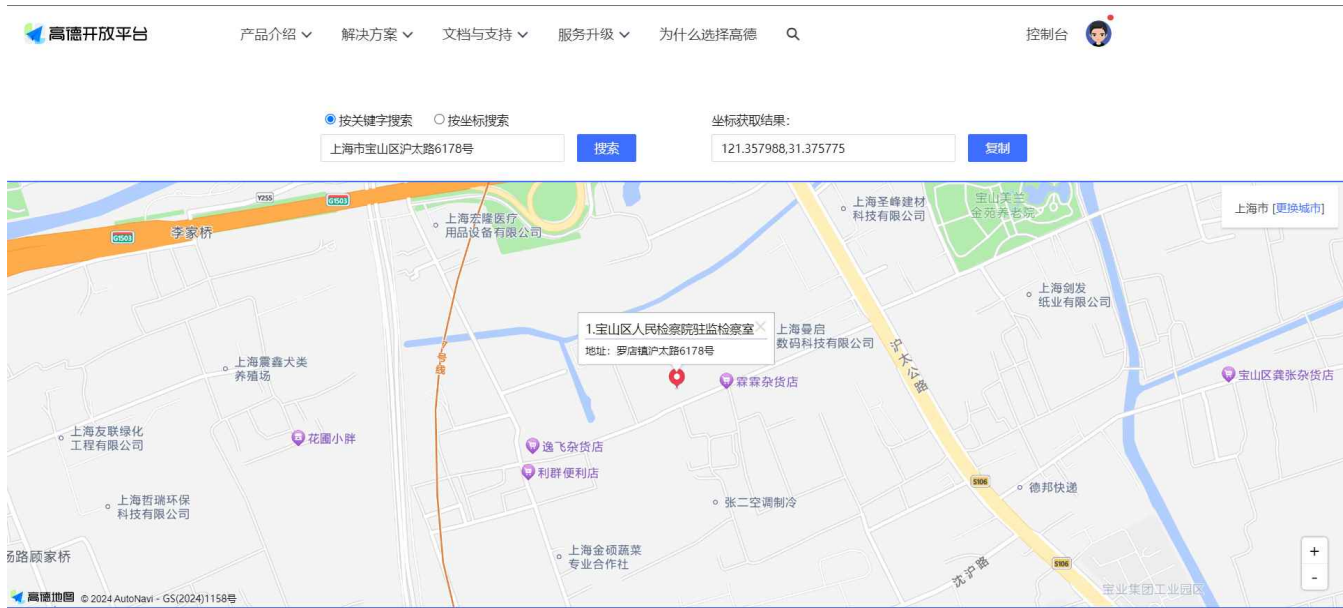 高德开放平台
产品介绍
解决方案
文档与支持
服务升级
为什么选择高德
控制台
按关键字搜索
按坐标搜索
坐标获取结果：
上海市宝山区沪太路6178号
搜索
121.357988,31.375775
复制
上海市 [更换城市]
Y255
G1503
G1503
李家桥
上海宏隆医疗
用品设备有限公司
上海圣峰建材
科技有限公司
宝山美兰
金苑养老院
上海剑发
纸业有限公司
1.宝山区人民检察院驻监检察室
地址：罗店镇沪太路6178号
上海曼启
数码科技有限公司
沪太公路
7号线
上海震鑫犬类
养殖场
霖霖杂货店
宝山区龚张杂货店
上海友联绿化
工程有限公司
花圃小胖
逸飞杂货店
利群便利店
S106
德邦快递
上海哲瑞环保
科技有限公司
张二空调制冷
上海金硕蔬菜
专业合作社
杨路顾家桥
沈沪路
S106
宝业集团工业园区
+
-
高德地图 © 2024 AutoNavi - GS(2024)1158号